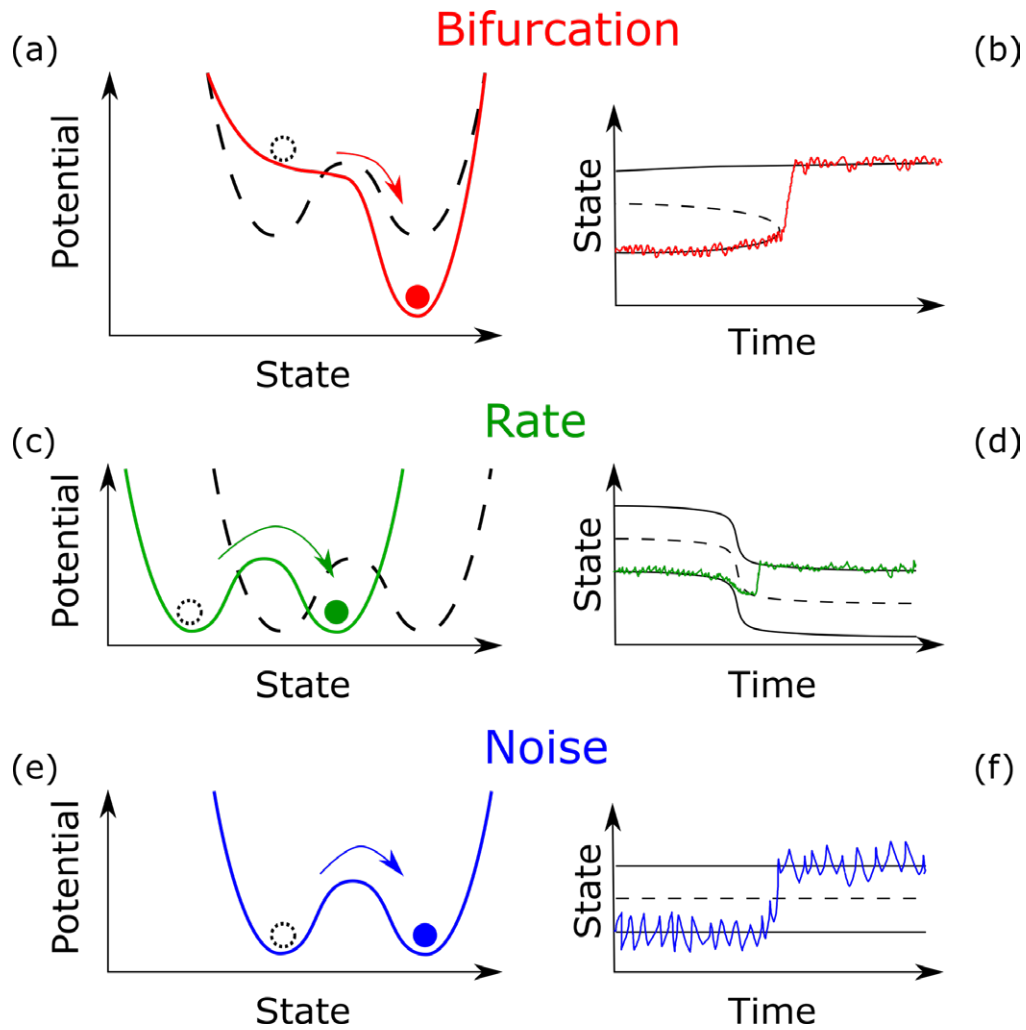 Bifurcation
(a)
(b)
Potential
State
State
Time
Rate
(c)
(d)
Potential
State
State
Time
Noise
(e)
(f)
Potential
State
State
Time